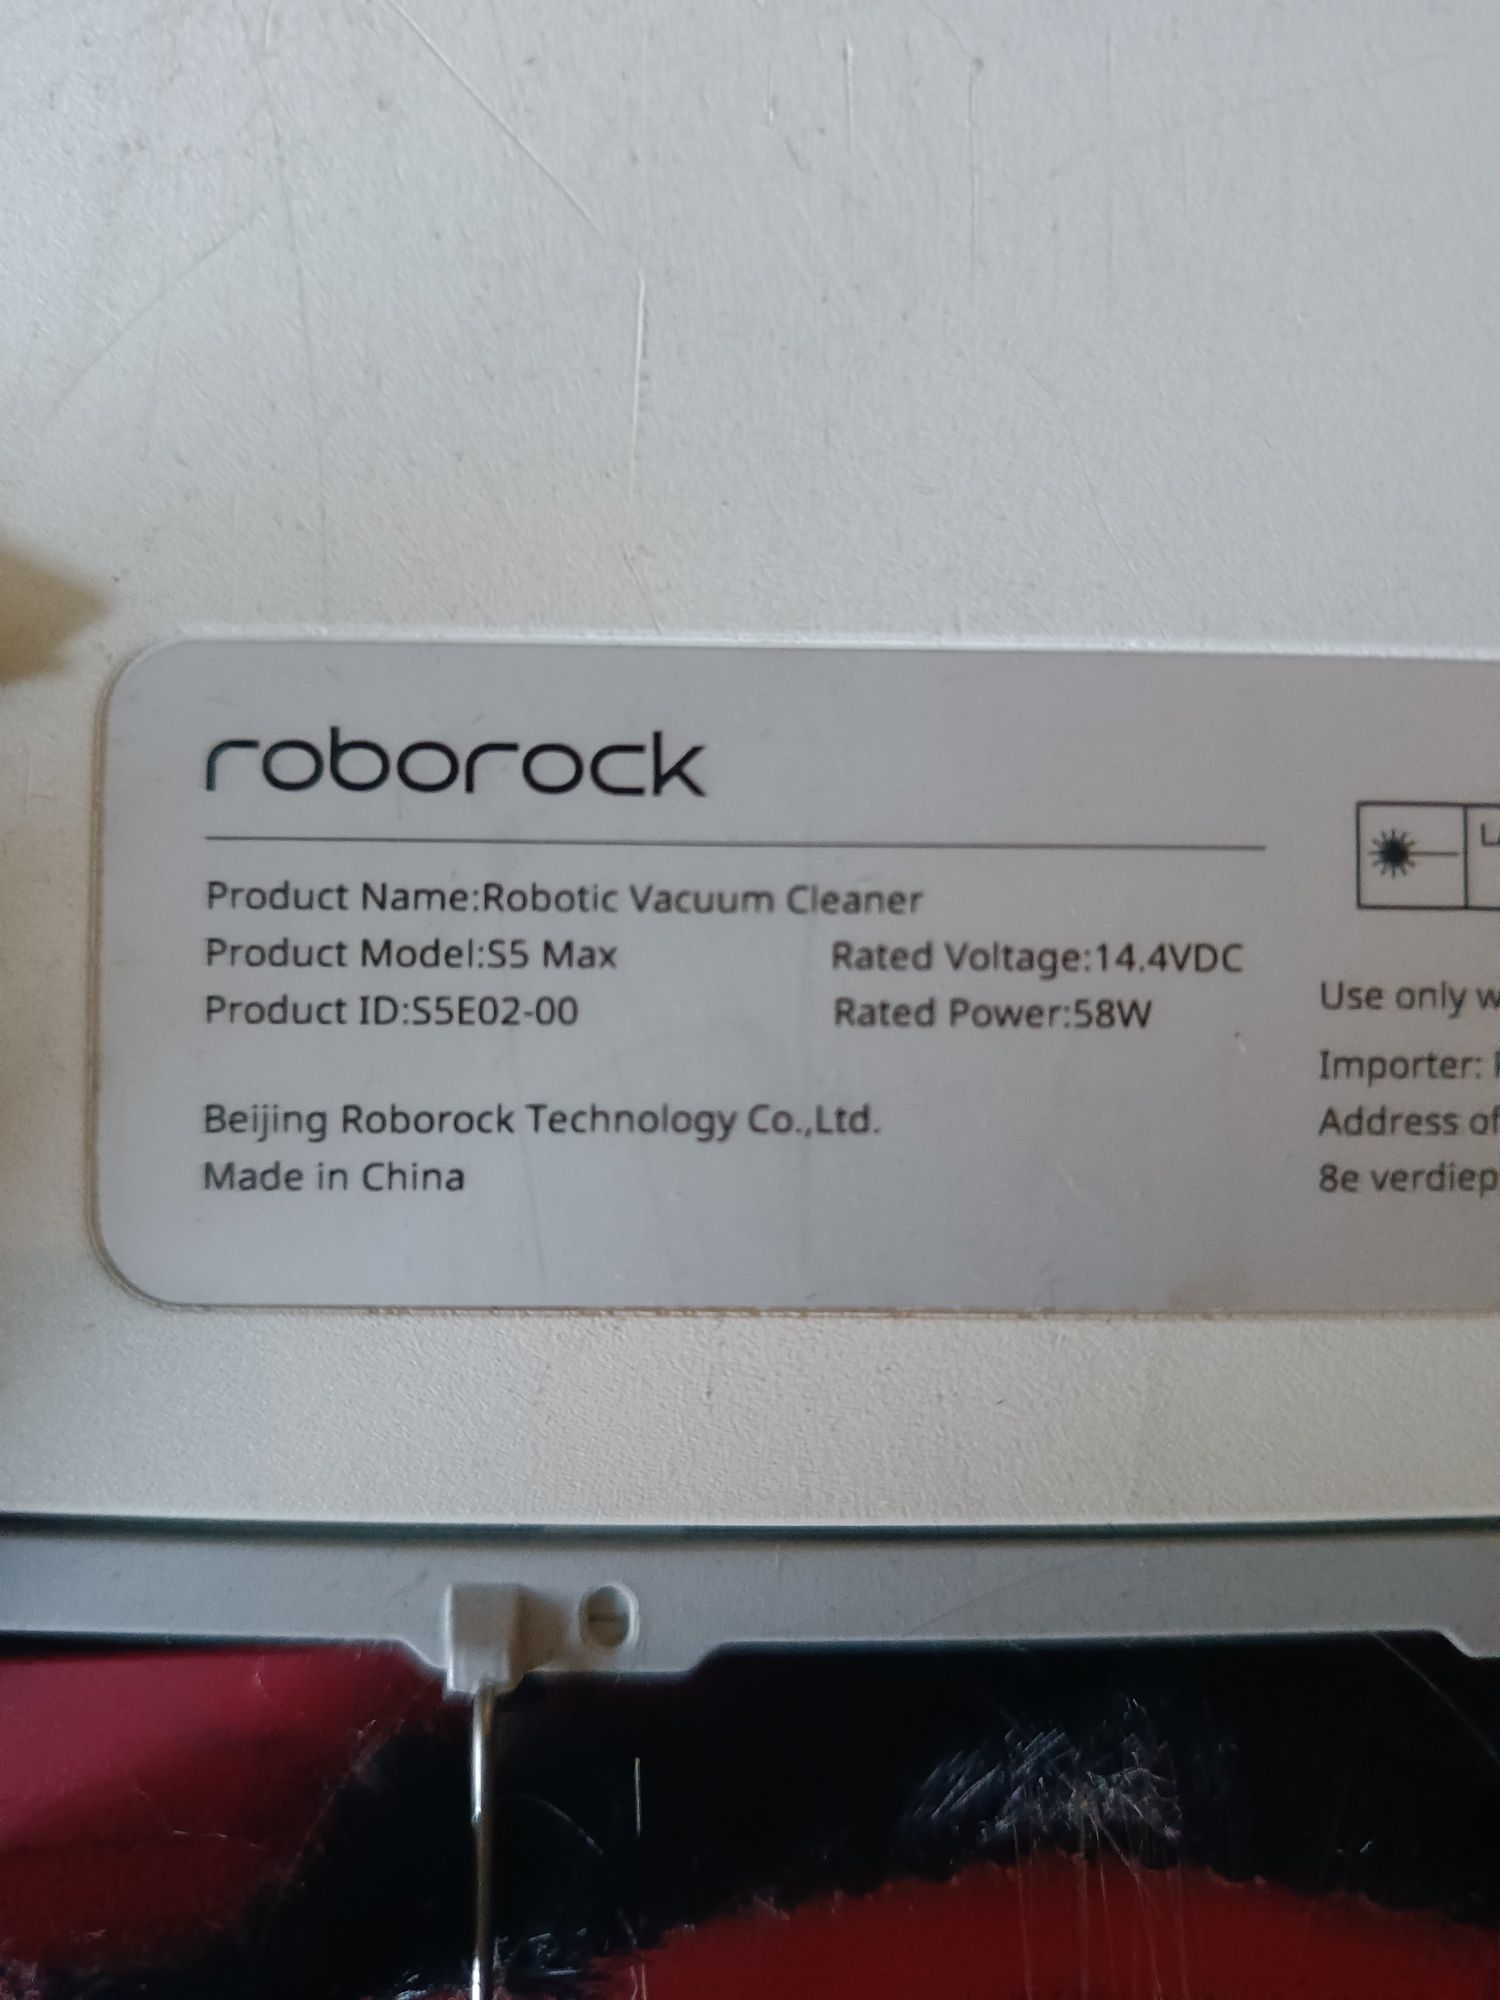 roborock
Product Name:Robotic Vacuum Cleaner
Product Model:S5 Max
Rated Voltage:14.4VDC
Product ID:S5E02-00
Rated Power:58W
Beijing Roborock Technology Co.,Ltd.
Made in China
Use only
Importer:
Address of
8e verdiep